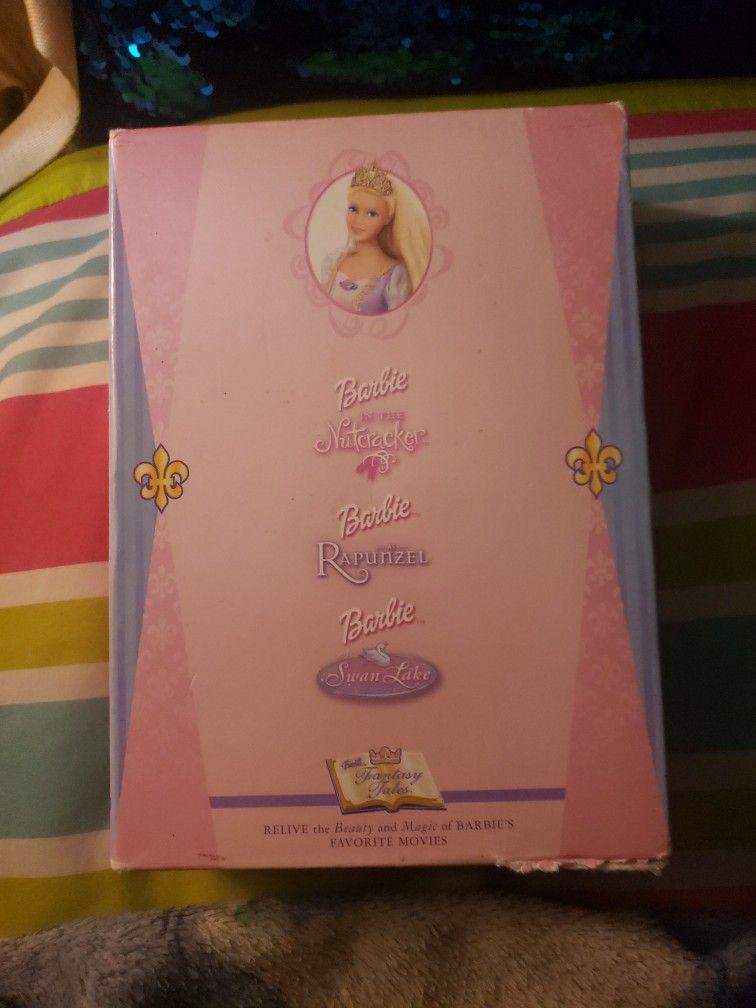 Barbie
IN THE
Nutcracker
Barbie
AS
RAPUNZEL
Barbie
Swan Lake
Barbie
Fantasy
Tales
RELIVE the Beauty and Magic of BARBIE'S
FAVORITE MOVIES